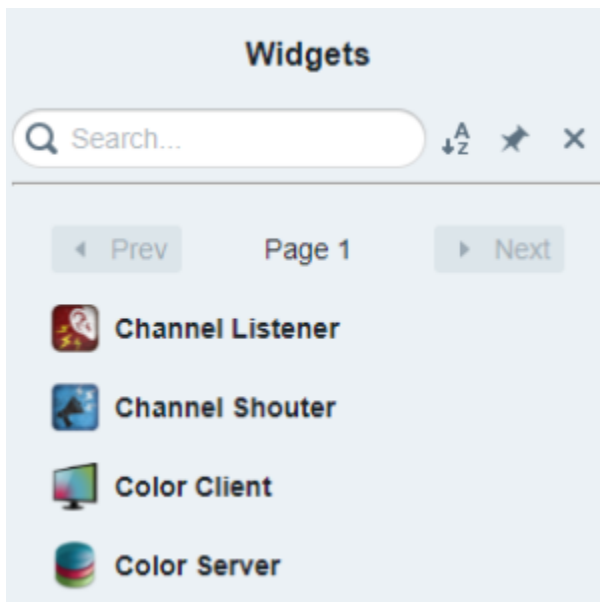 Widgets
Search...
A
Z
Prev Page 1 Next
Channel Listener
Channel Shouter
Color Client
Color Server